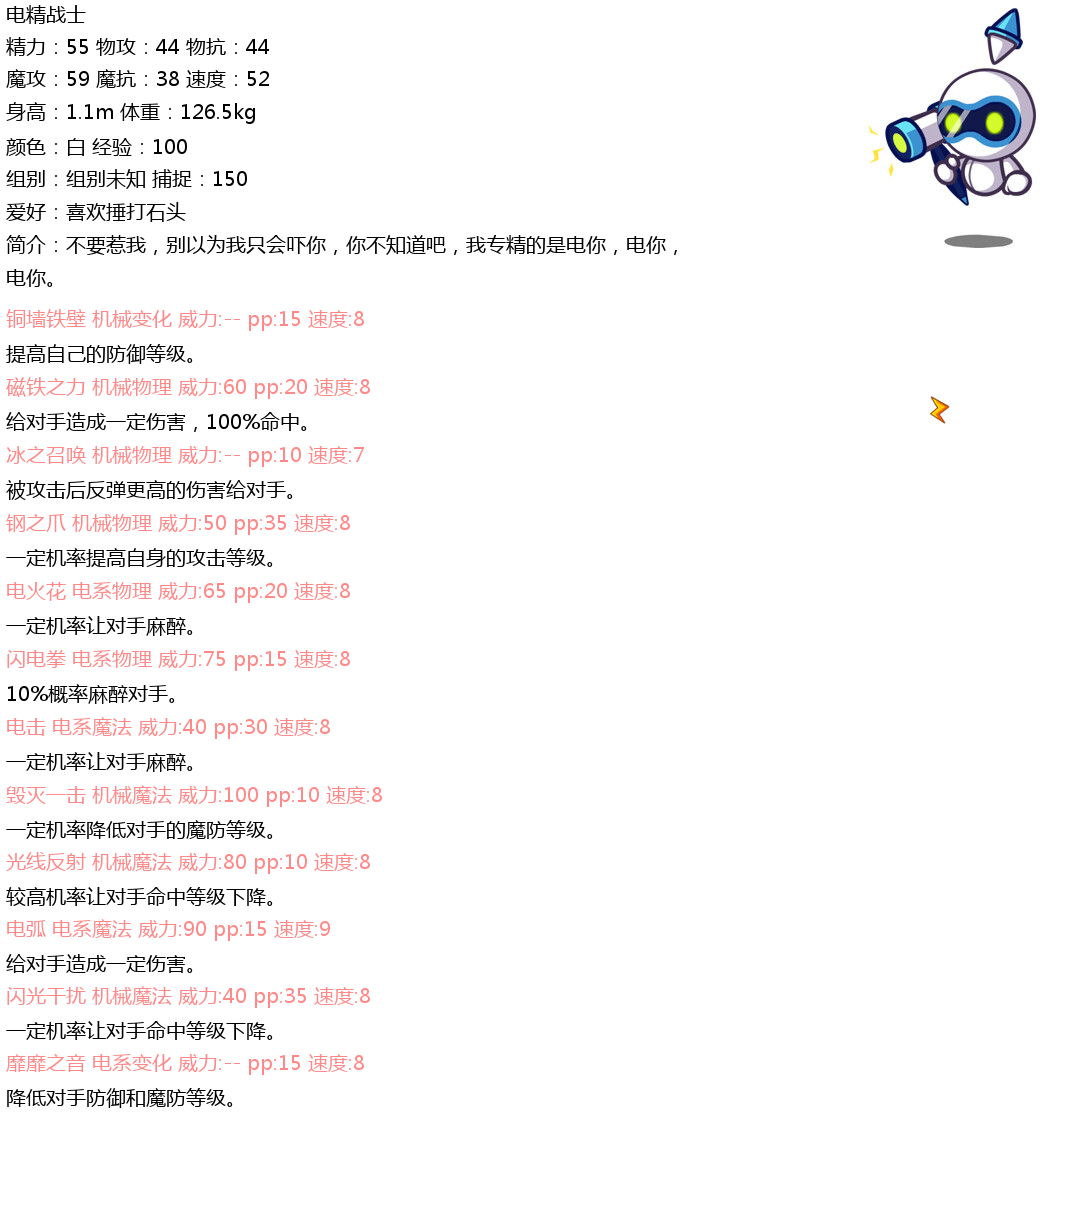 电精战士
精力：55 物攻：44 物抗：44
魔攻：59 魔抗：38 速度：52
身高：1.1m 体重：126.5kg
颜色：白 经验：100
组别：组别未知 捕捉：150
爱好：喜欢捶打石头
简介：不要惹我，别以为我只会吓你，你不知道吧，我专精的是电你，电你，
电你。
铜墙铁壁 机械变化 威力:-- pp:15 速度:8
提高自己的防御等级。
磁铁之力 机械物理 威力:60 pp:20 速度:8
给对手造成一定伤害，100%命中。
冰之召唤 机械物理 威力:-- pp:10 速度:7
被攻击后反弹更高的伤害给对手。
钢之爪 机械物理 威力:50 pp:35 速度:8
一定机率提高自身的攻击等级。
电火花 电系物理 威力:65 pp:20 速度:8
一定机率让对手麻醉。
闪电拳 电系物理 威力:75 pp:15 速度:8
10%概率麻醉对手。
电击 电系魔法 威力:40 pp:30 速度:8
一定机率让对手麻醉。
毁灭一击 机械魔法 威力:100 pp:10 速度:8
一定机率降低对手的魔防等级。
光线反射 机械魔法 威力:80 pp:10 速度:8
较高机率让对手命中等级下降。
电弧 电系魔法 威力:90 pp:15 速度:9
给对手造成一定伤害。
闪光干扰 机械魔法 威力:40 pp:35 速度:8
一定机率让对手命中等级下降。
靡靡之音 电系变化 威力:-- pp:15 速度:8
降低对手防御和魔防等级。